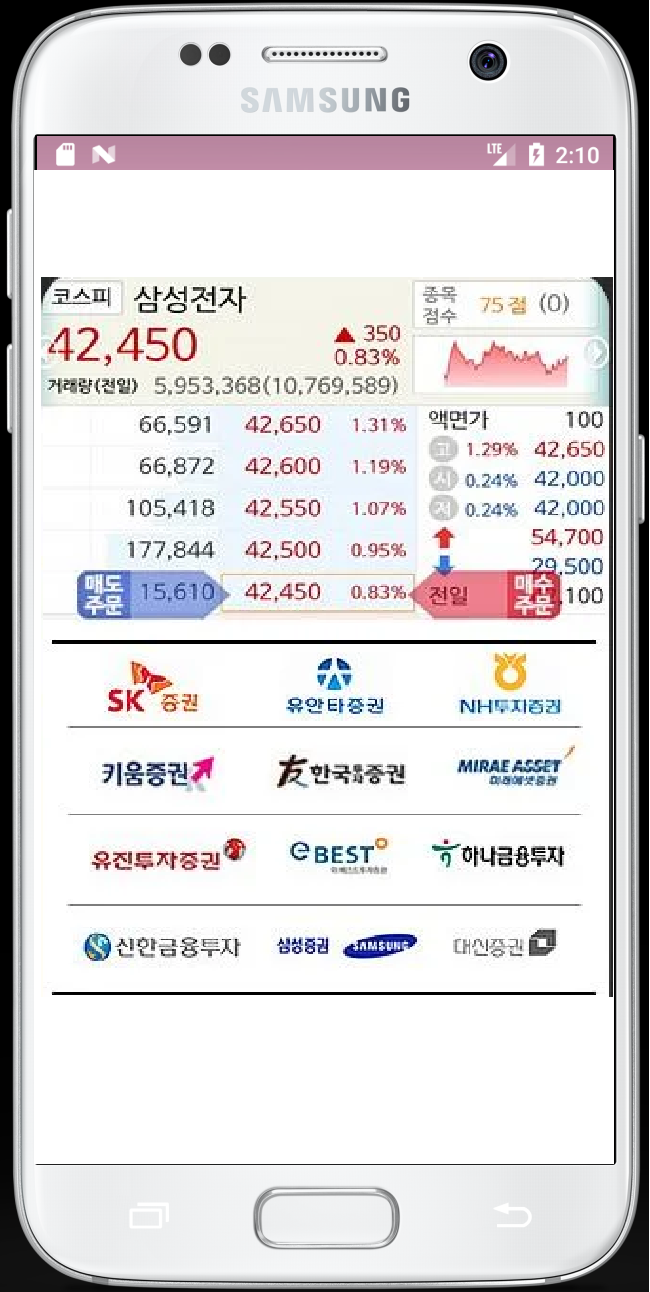 SAMSUNG
LTE 2:10
코스피 삼성전자 종목점수 75점 (0)
42,450 ▲ 350
0.83%
거래량(전일) 5,953,368(10,769,589)
66,591 42,650 1.31% 액면가 100
고 1.29% 42,650
66,872 42,600 1.19% 시 0.24% 42,000
105,418 42,550 1.07% 저 0.24% 42,000
54,700
177,844 42,500 0.95% 29,500
매도주문 15,610 42,450 0.83% 전일 매수주문 ,100
SK증권 유안타증권 NH투자증권
키움증권 友한국투자증권 MIRAE ASSET
미래에셋증권
유진투자증권 eBEST 하나금융투자
이베스트투자증권
신한금융투자 삼성증권 SAMSUNG 대신증권